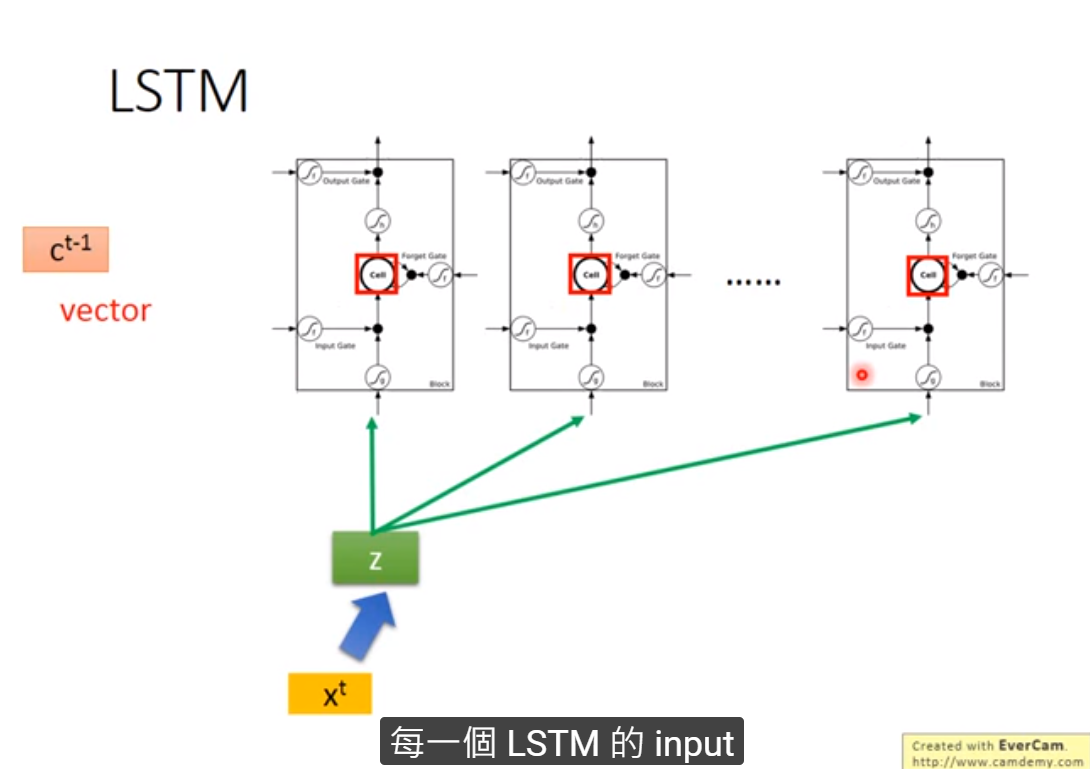 LSTM
c^t-1
vector
Output Gate
h
Forget Gate
Cell
f
f
f
Input Gate
g
Block
Output Gate
h
Forget Gate
Cell
f
f
f
Input Gate
g
Block
......
Output Gate
h
Forget Gate
Cell
f
f
f
Input Gate
g
Block
z
x^t
每一個 LSTM 的 input
Created with EverCam.
http://www.camdemy.com